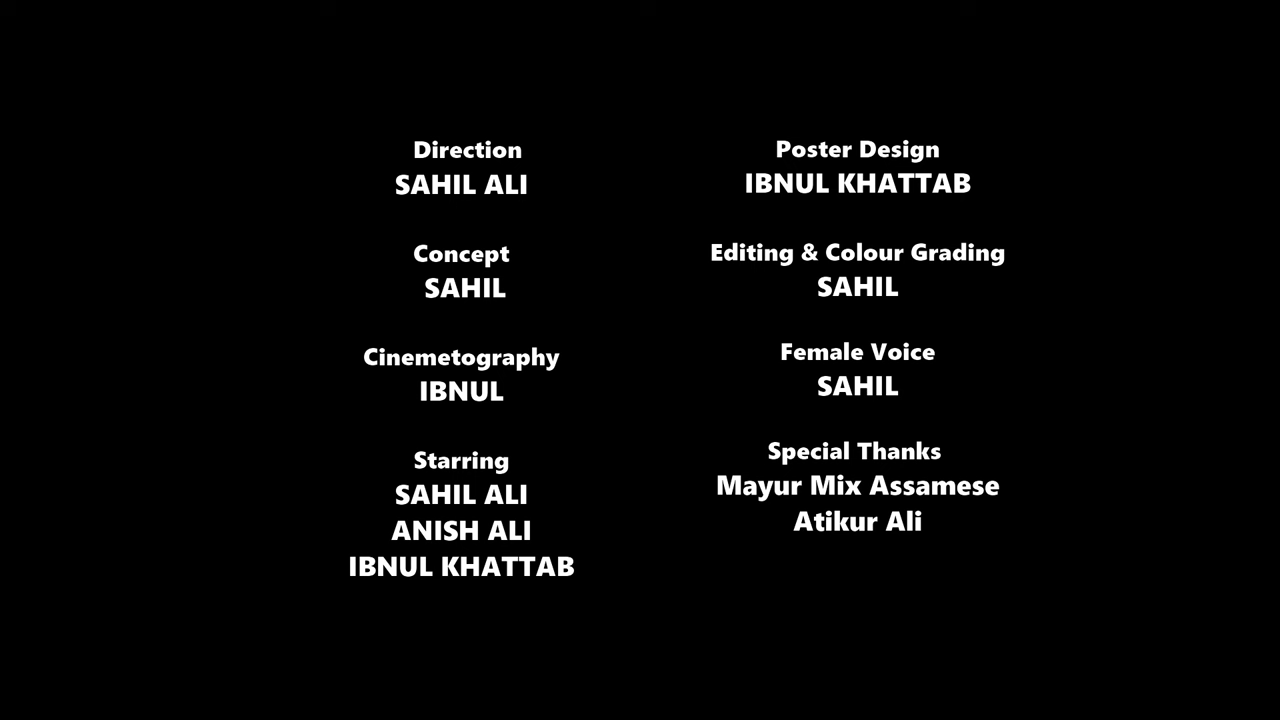 Direction
SAHIL ALI
Concept
SAHIL
Cinemetography
IBNUL
Starring
SAHIL ALI
ANISH ALI
IBNUL KHATTAB
Poster Design
IBNUL KHATTAB
Editing & Colour Grading
SAHIL
Female Voice
SAHIL
Special Thanks
Mayur Mix Assamese
Atikur Ali